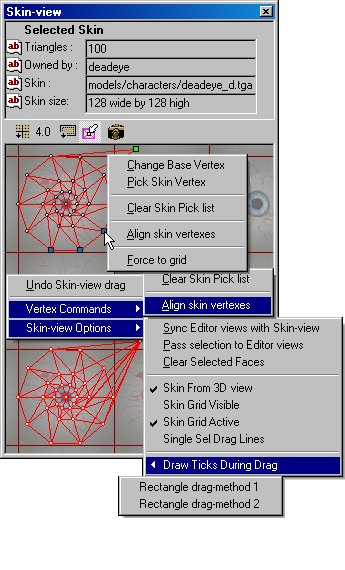 Skin-view
Selected Skin
ab Triangles : 100
ab Owned by : deadeye
ab Skin : models/characters/deadeye_d.tga
ab Skin size: 128 wide by 128 high
4.0
Change Base Vertex
Pick Skin Vertex
Clear Skin Pick list
Align skin vertexes
Force to grid
Clear Skin Pick list
Undo Skin-view drag
Align skin vertexes
Vertex Commands
Skin-view Options
Sync Editor views with Skin-view
Pass selection to Editor views
Clear Selected Faces
Skin From 3D view
Skin Grid Visible
Skin Grid Active
Single Sel Drag Lines
Draw Ticks During Drag
Rectangle drag-method 1
Rectangle drag-method 2